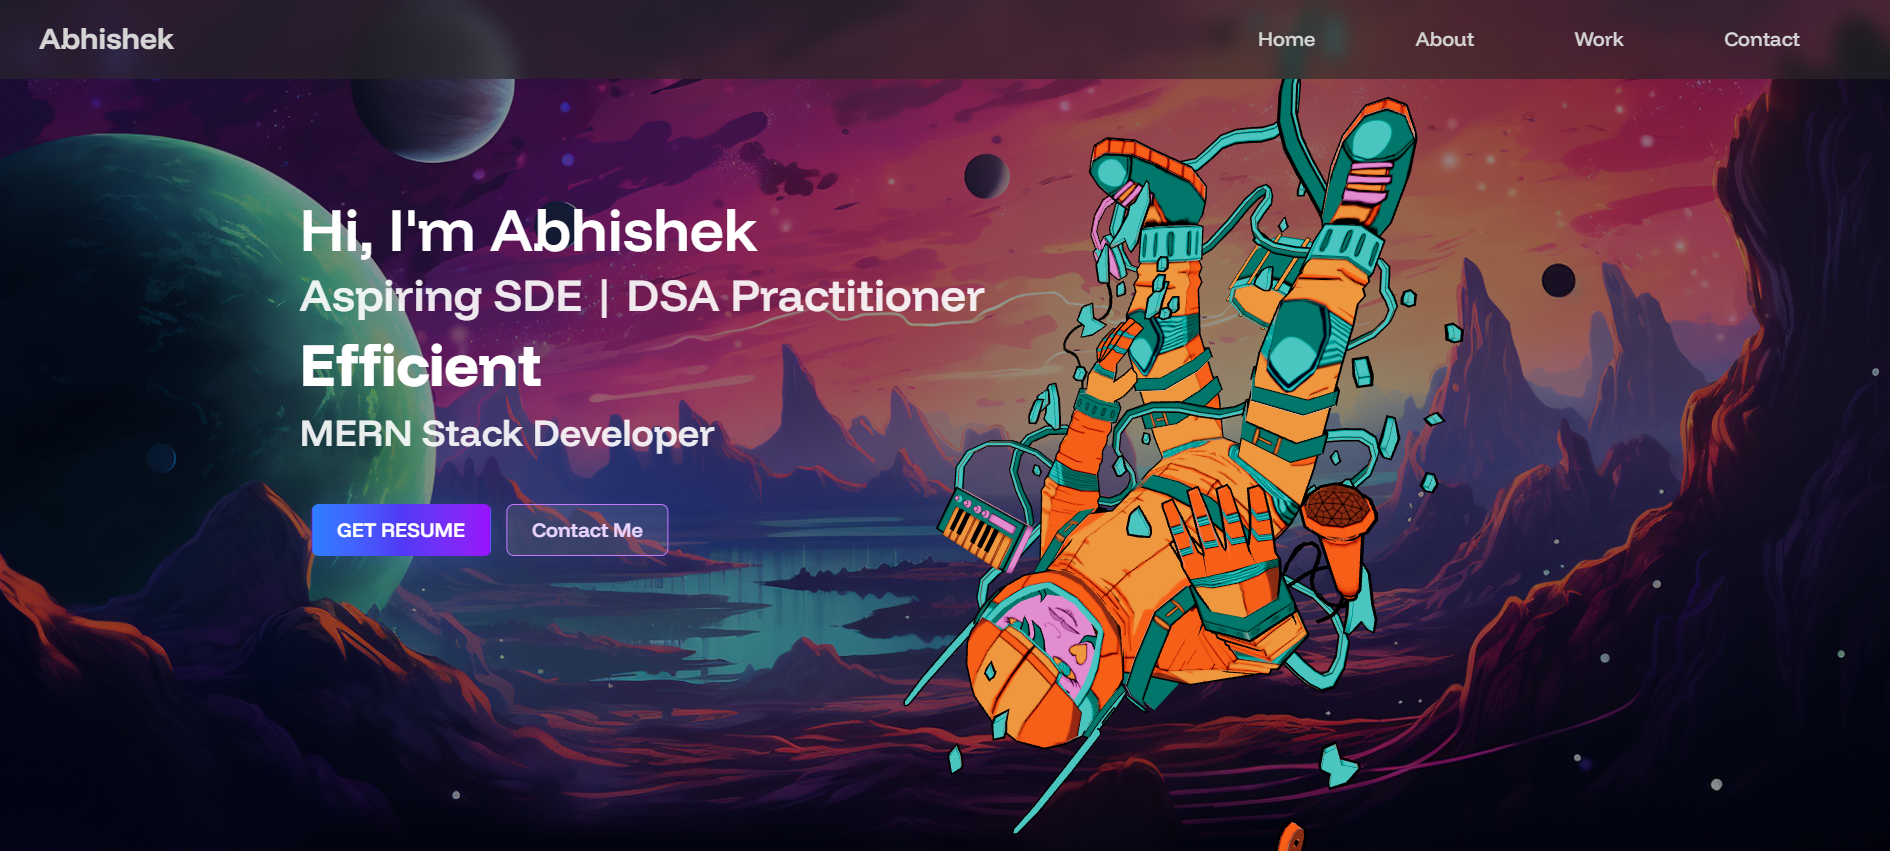 Abhishek
Home About Work Contact
Hi, I'm Abhishek
Aspiring SDE | DSA Practitioner
Efficient
MERN Stack Developer
GET RESUME Contact Me